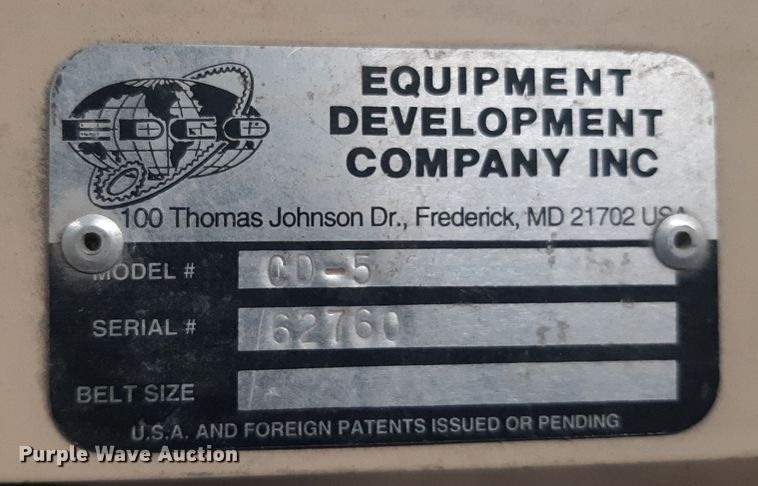 EDCO
EQUIPMENT
DEVELOPMENT
COMPANY INC
100 Thomas Johnson Dr., Frederick, MD 21702 USA
MODEL # CD-5
SERIAL # 62760
BELT SIZE
U.S.A. AND FOREIGN PATENTS ISSUED OR PENDING
Purple Wave Auction